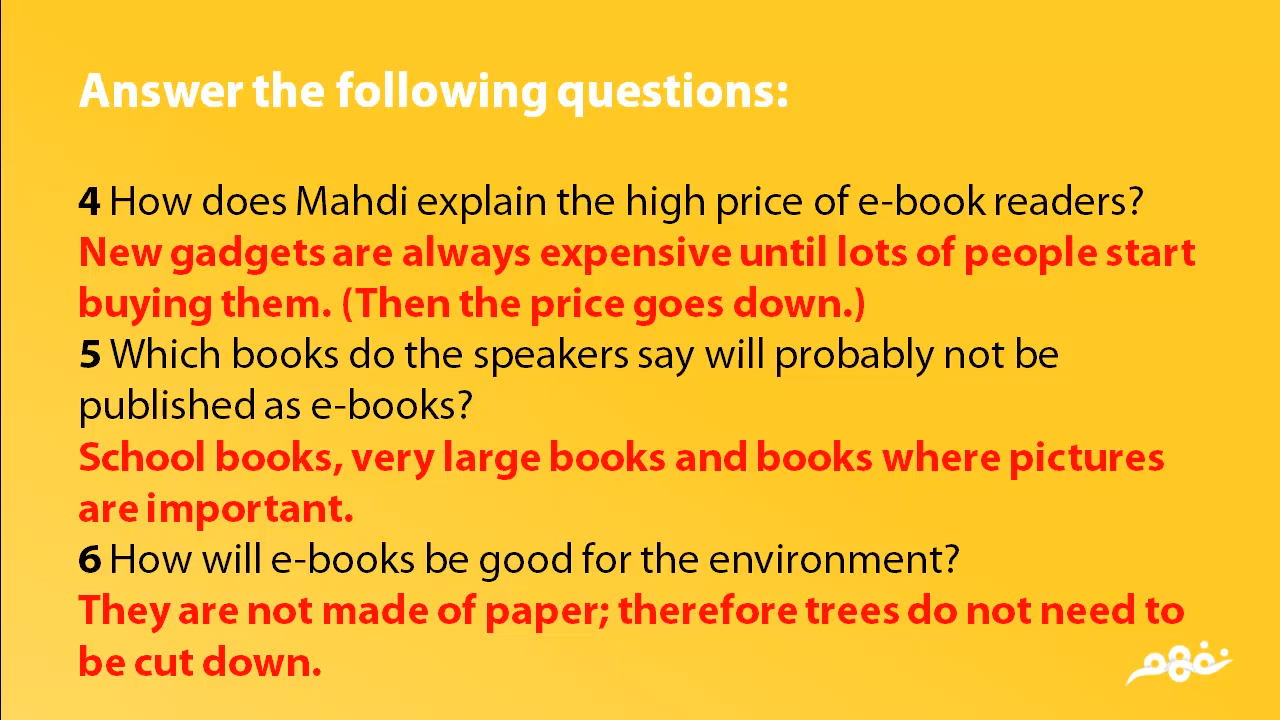 Answer the following questions:
4 How does Mahdi explain the high price of e-book readers?
New gadgets are always expensive until lots of people start
buying them. (Then the price goes down.)
5 Which books do the speakers say will probably not be
published as e-books?
School books, very large books and books where pictures
are important.
6 How will e-books be good for the environment?
They are not made of paper; therefore trees do not need to
be cut down.
نفهم